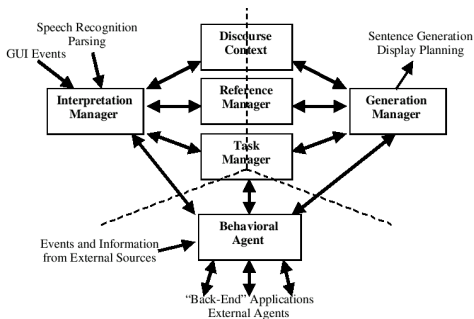 Speech Recognition
Parsing
GUI Events
Discourse
Context
Sentence Generation
Display Planning
Interpretation
Manager
Reference
Manager
Generation
Manager
Task
Manager
Behavioral
Agent
Events and Information
from External Sources
“Back-End” Applications
External Agents